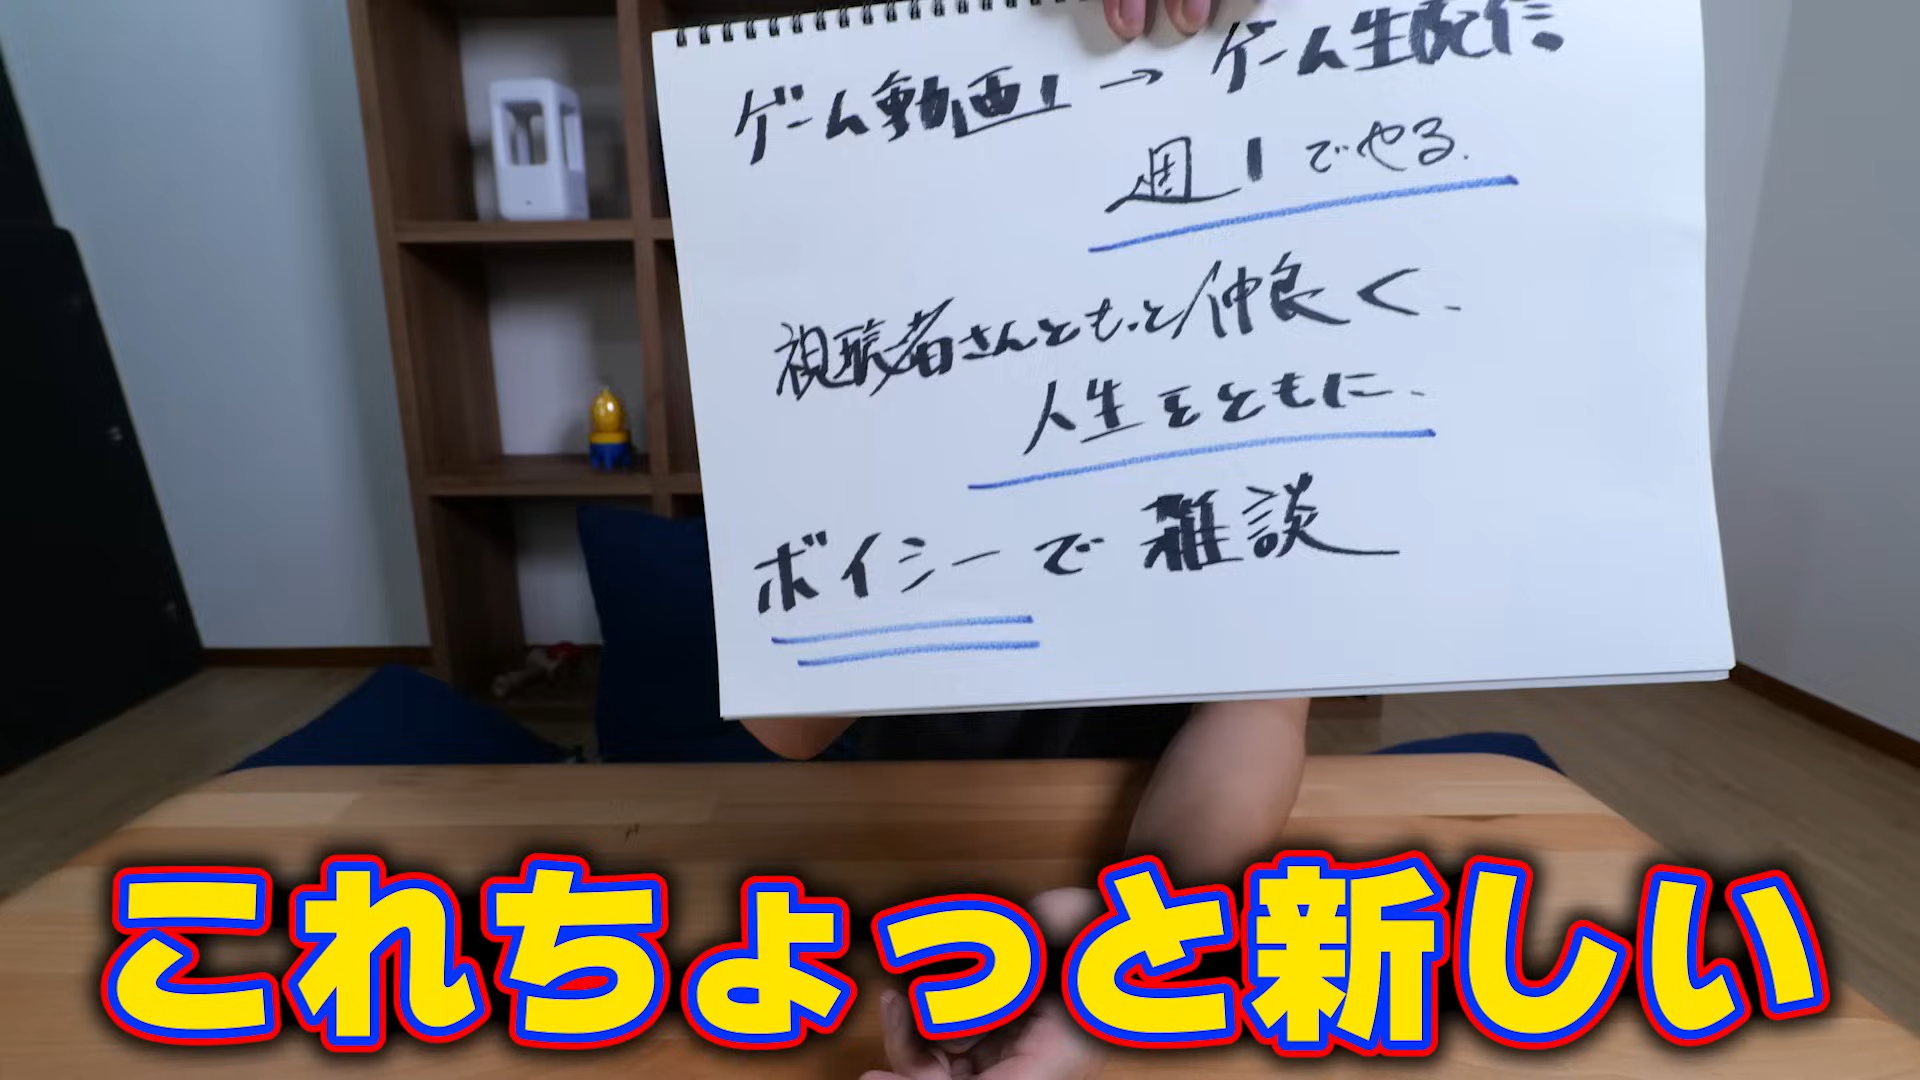 ゲーム動画1→ゲーム生配信
週1でやる.
視聴者さんともっと仲良く、
人生をともに、
ボイシーで雑談
これちょっと新しい